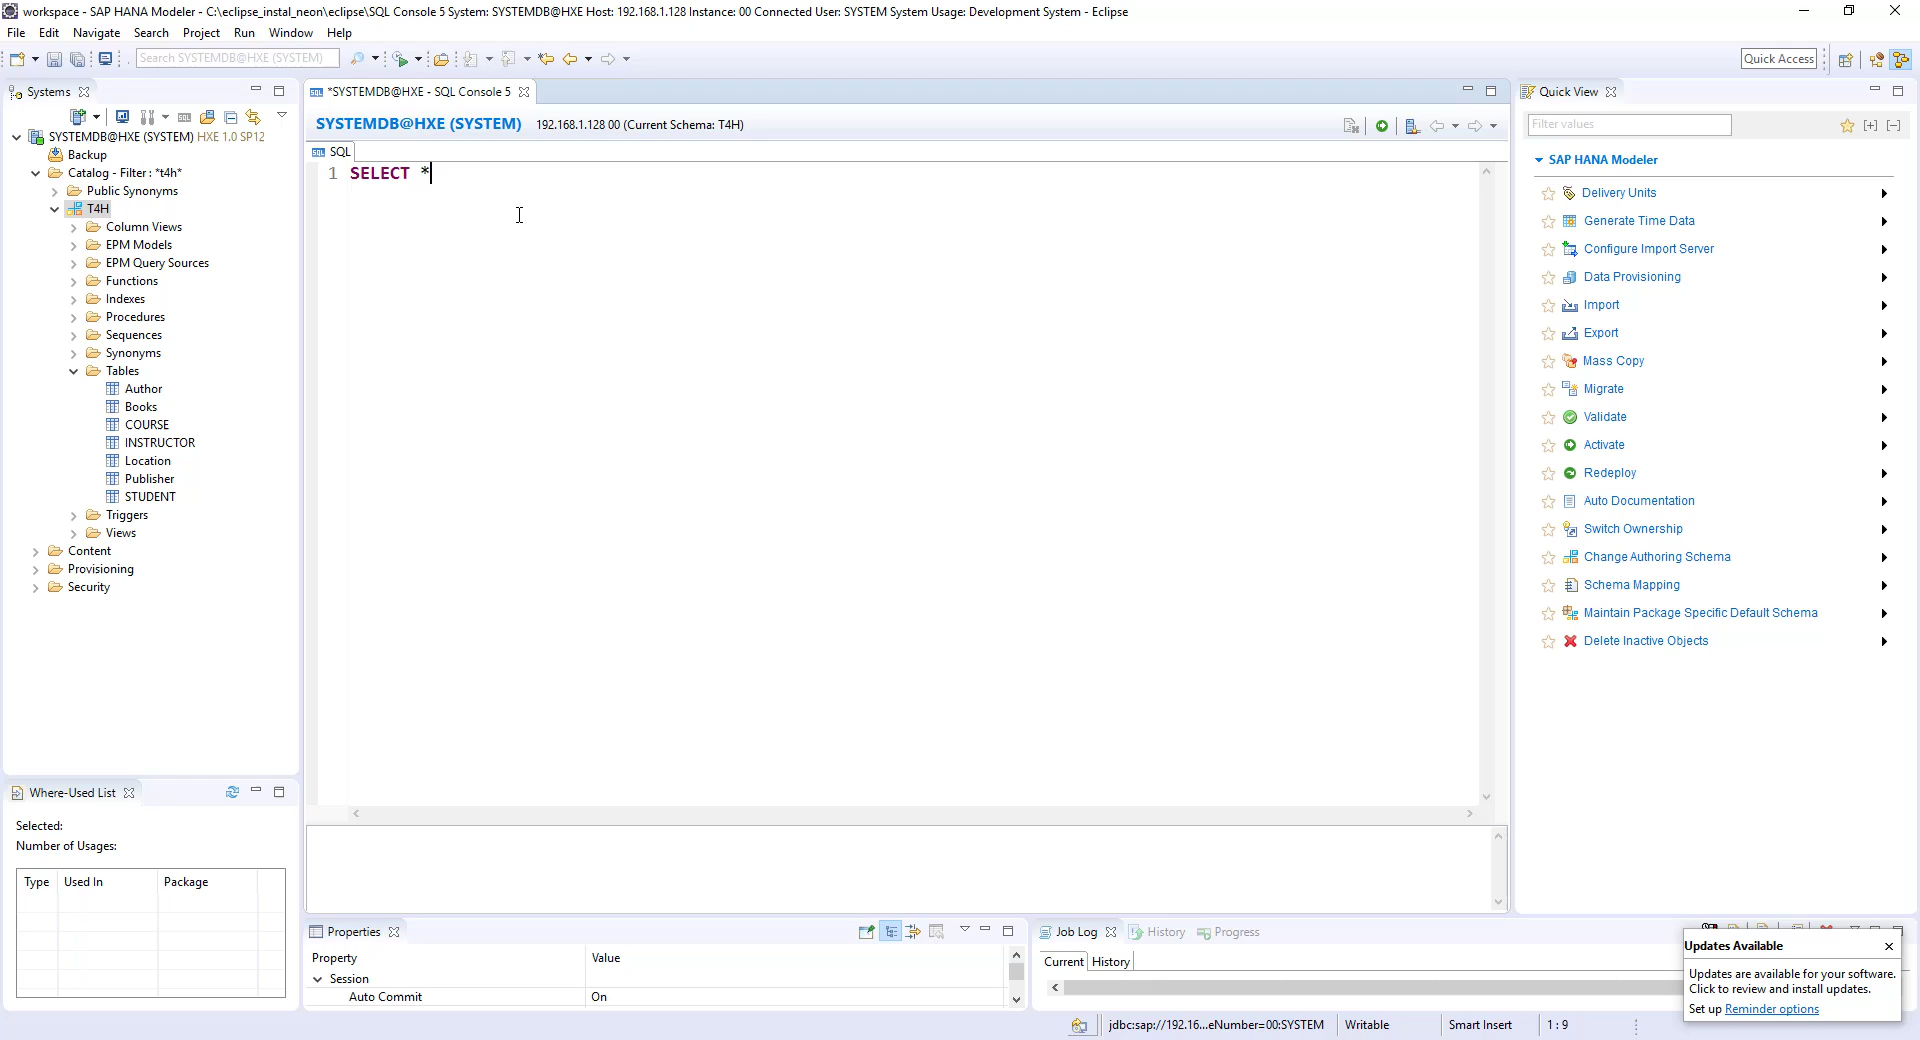 workspace - SAP HANA Modeler - C:\eclipse_instal_neon\eclipse\SQL Console 5 System: SYSTEMDB@HXE Host: 192.168.1.128 Instance: 00 Connected User: SYSTEM System Usage: Development System - Eclipse
File Edit Navigate Search Project Run Window Help
Search SYSTEMDB@HXE (SYSTEM)
Quick Access
Systems
SYSTEMDB@HXE (SYSTEM) HXE 1.0 SP12
Backup
Catalog - Filter : *t4h*
Public Synonyms
T4H
Column Views
EPM Models
EPM Query Sources
Functions
Indexes
Procedures
Sequences
Synonyms
Tables
Author
Books
COURSE
INSTRUCTOR
Location
Publisher
STUDENT
Triggers
Views
Content
Provisioning
Security
Where-Used List
Selected:
Number of Usages:
Type Used In Package
*SYSTEMDB@HXE - SQL Console 5
SYSTEMDB@HXE (SYSTEM) 192.168.1.128 00 (Current Schema: T4H)
SQL
1 SELECT *
Properties
Property Value
Session
Auto Commit On
Job Log History Progress
Current History
Quick View
Filter values
SAP HANA Modeler
Delivery Units
Generate Time Data
Configure Import Server
Data Provisioning
Import
Export
Mass Copy
Migrate
Validate
Activate
Redeploy
Auto Documentation
Switch Ownership
Change Authoring Schema
Schema Mapping
Maintain Package Specific Default Schema
Delete Inactive Objects
Updates Available
Updates are available for your software.
Click to review and install updates.
Set up Reminder options
jdbc:sap://192.16...eNumber=00:SYSTEM Writable Smart Insert 1 : 9